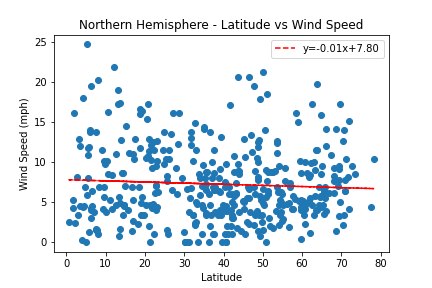 Northern Hemisphere - Latitude vs Wind Speed
y=-0.01x+7.80
25
20
15
10
5
0
Wind Speed (mph)
0 10 20 30 40 50 60 70 80
Latitude